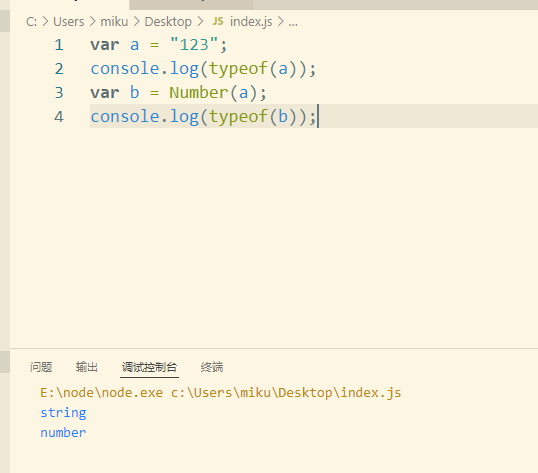 C: > Users > miku > Desktop > JS index.js > ...
1 var a = "123";
2 console.log(typeof(a));
3 var b = Number(a);
4 console.log(typeof(b));
问题 输出 调试控制台 终端
E:\node\node.exe c:\Users\miku\Desktop\index.js
string
number